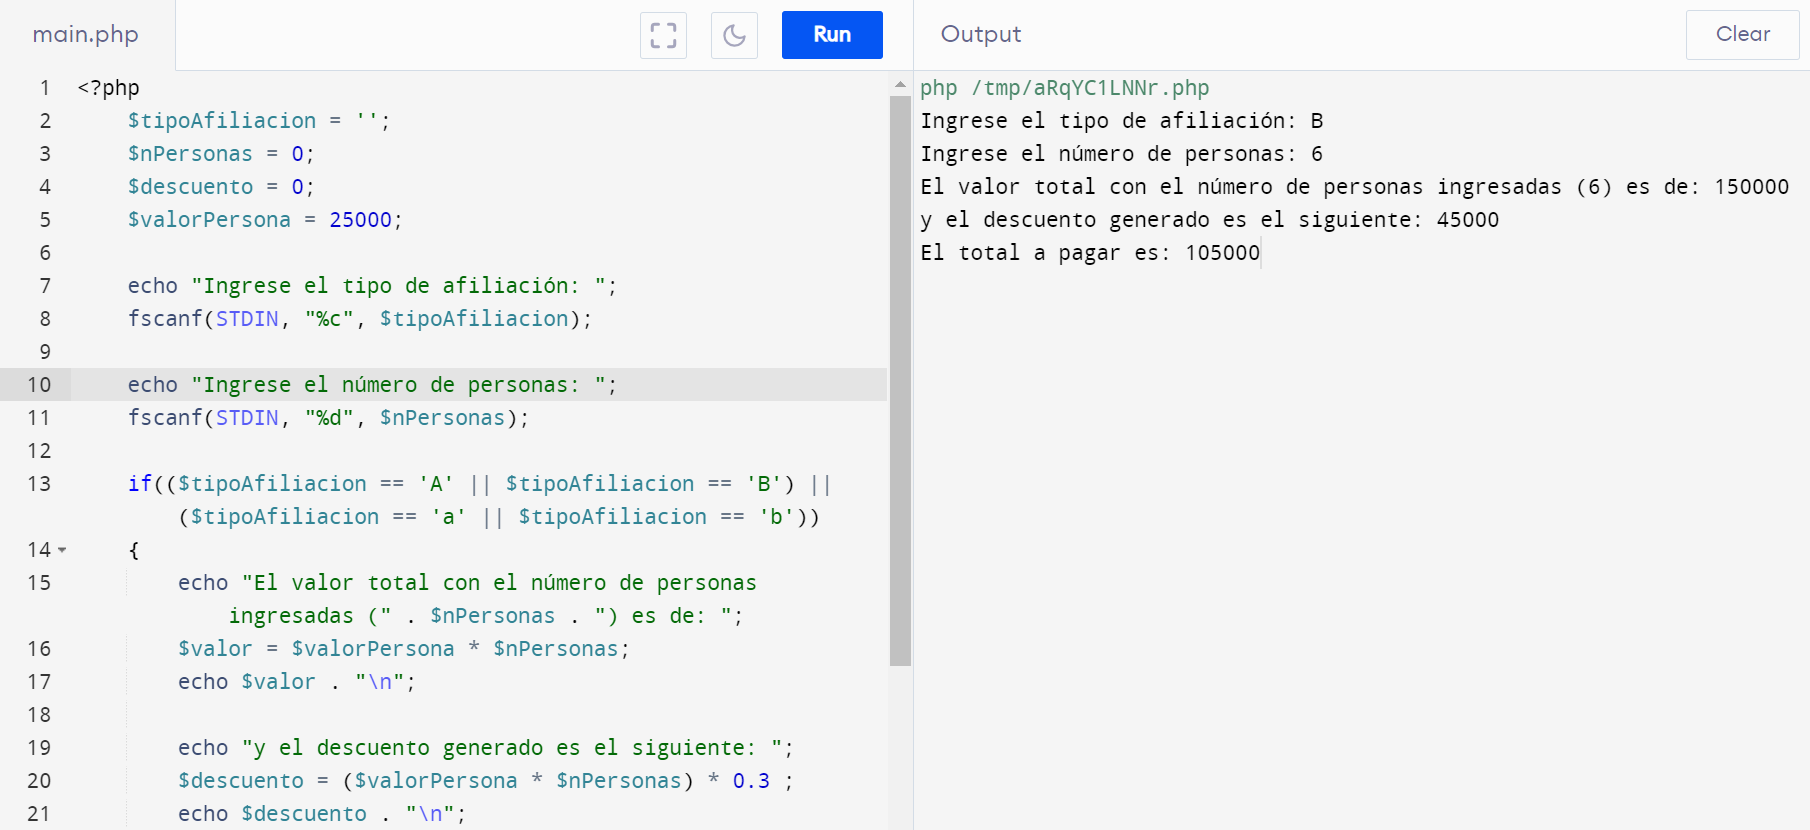 main.php
Run
Output
Clear
1 <?php
2 $tipoAfiliacion = '';
3 $nPersonas = 0;
4 $descuento = 0;
5 $valorPersona = 25000;
6
7 echo "Ingrese el tipo de afiliación: ";
8 fscanf(STDIN, "%c", $tipoAfiliacion);
9
10 echo "Ingrese el número de personas: ";
11 fscanf(STDIN, "%d", $nPersonas);
12
13 if(($tipoAfiliacion == 'A' || $tipoAfiliacion == 'B') ||
($tipoAfiliacion == 'a' || $tipoAfiliacion == 'b'))
14 {
15 echo "El valor total con el número de personas
ingresadas (" . $nPersonas . ") es de: ";
16 $valor = $valorPersona * $nPersonas;
17 echo $valor . "\n";
18
19 echo "y el descuento generado es el siguiente: ";
20 $descuento = ($valorPersona * $nPersonas) * 0.3 ;
21 echo $descuento . "\n";
php /tmp/aRqYC1LNNr.php
Ingrese el tipo de afiliación: B
Ingrese el número de personas: 6
El valor total con el número de personas ingresadas (6) es de: 150000
y el descuento generado es el siguiente: 45000
El total a pagar es: 105000